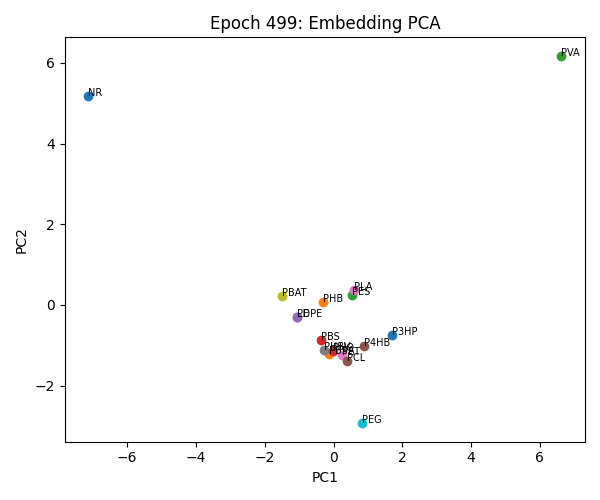 Epoch 499: Embedding PCA
PC2
6
4
2
0
−2
−6
−4
−2
0
2
4
6
PC1
PVA
NR
PLA
PES
PBAT
PHB
P3HP
PBS
P4HB
PCL
PEG